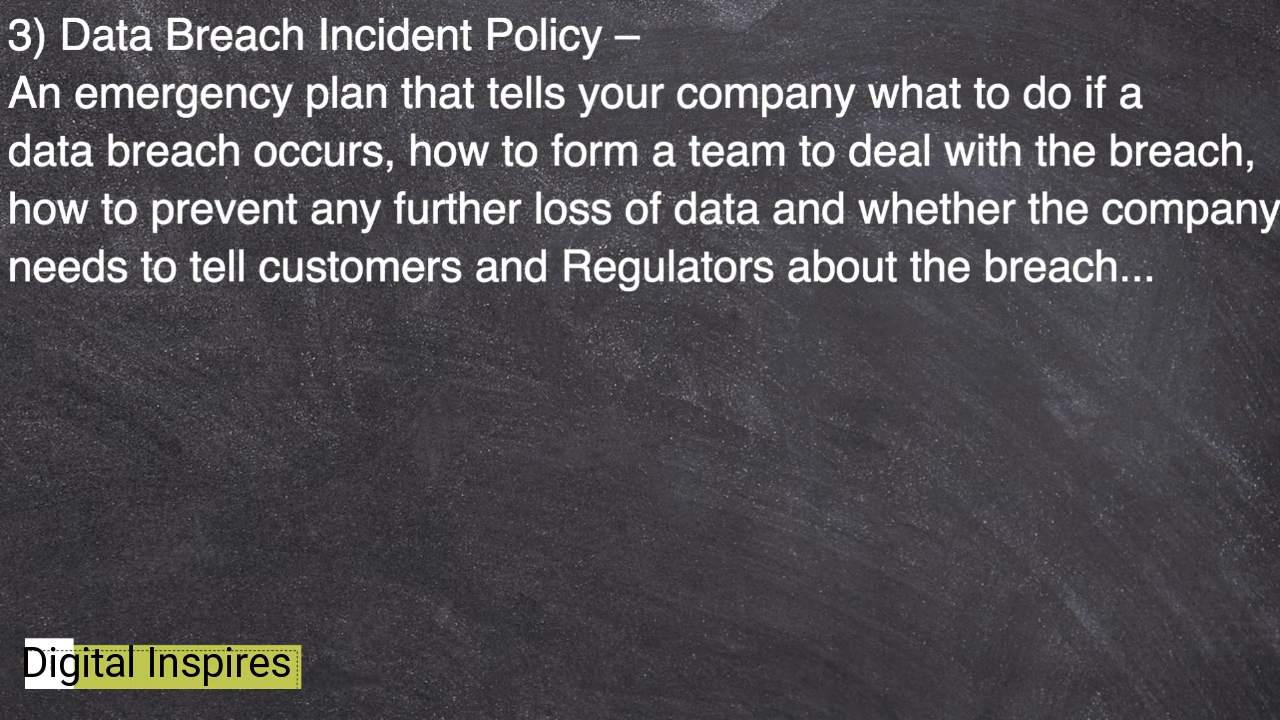 3) Data Breach Incident Policy –
An emergency plan that tells your company what to do if a
data breach occurs, how to form a team to deal with the breach,
how to prevent any further loss of data and whether the company
needs to tell customers and Regulators about the breach...
Digital Inspires